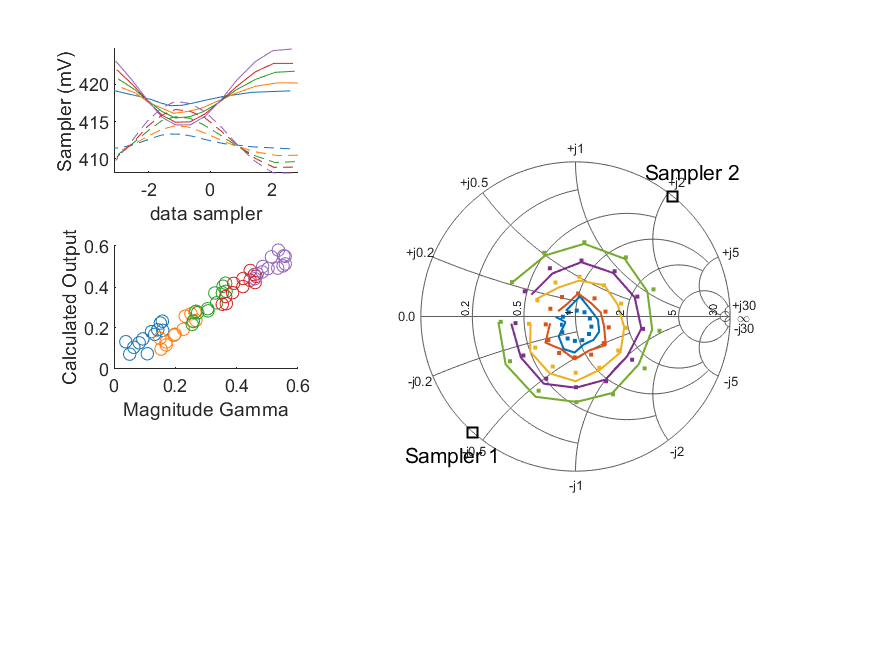 Sampler (mV)
420
415
410
-2
0
2
data sampler
Calculated Output
0.6
0.4
0.2
0
0
0.2
0.4
0.6
Magnitude Gamma
+j1
Sampler 2
+j2
+j0.5
+j5
+j0.2
+j30
0.0
0.2
0.5
1
2
5
30
∞
-j30
-j0.2
-j5
Sampler 1
-j0.5
-j2
-j1